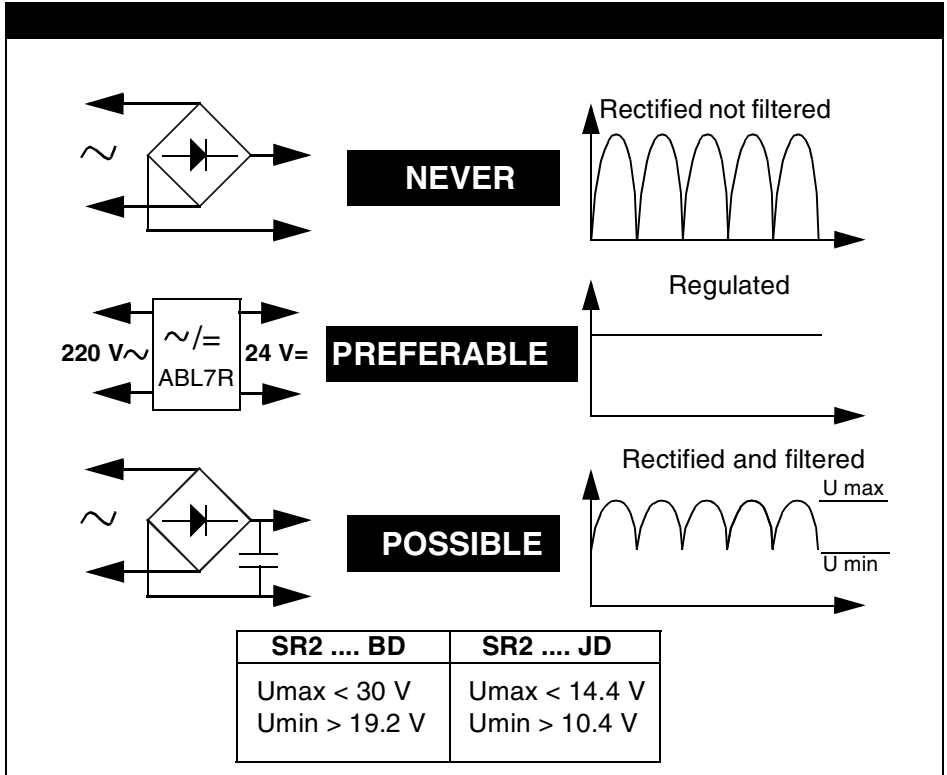 Rectified not filtered
∼
NEVER
Regulated
220 V∼
∼/=
ABL7R
24 V=
PREFERABLE
Rectified and filtered
∼
U max
POSSIBLE
U min
SR2 .... BD
SR2 .... JD
Umax < 30 V
Umax < 14.4 V
Umin > 19.2 V
Umin > 10.4 V